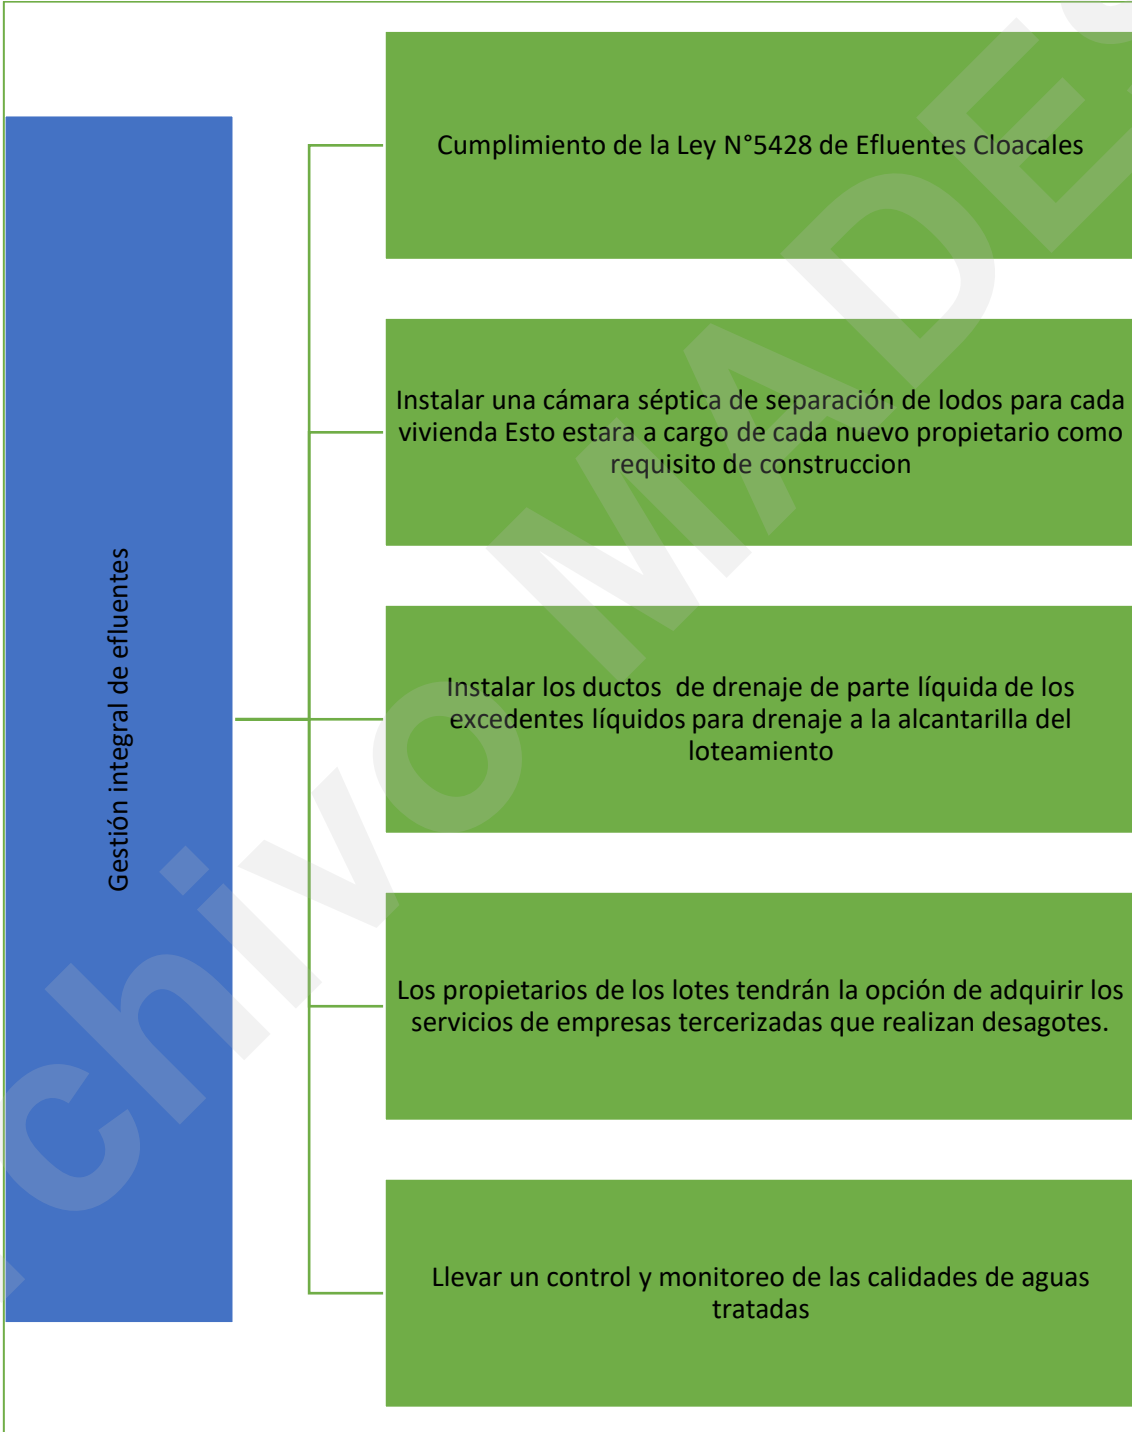 Cumplimiento de la Ley N°5428 de Efluentes Cloacales
Instalar una cámara séptica de separación de lodos para cada
vivienda Esto estara a cargo de cada nuevo propietario como
requisito de construccion
Gestión integral de efluentes
Instalar los ductos  de drenaje de parte líquida de los
excedentes líquidos para drenaje a la alcantarilla del
loteamiento
Los propietarios de los lotes tendrán la opción de adquirir los
servicios de empresas tercerizadas que realizan desagotes.
Llevar un control y monitoreo de las calidades de aguas
tratadas
chivo MADES